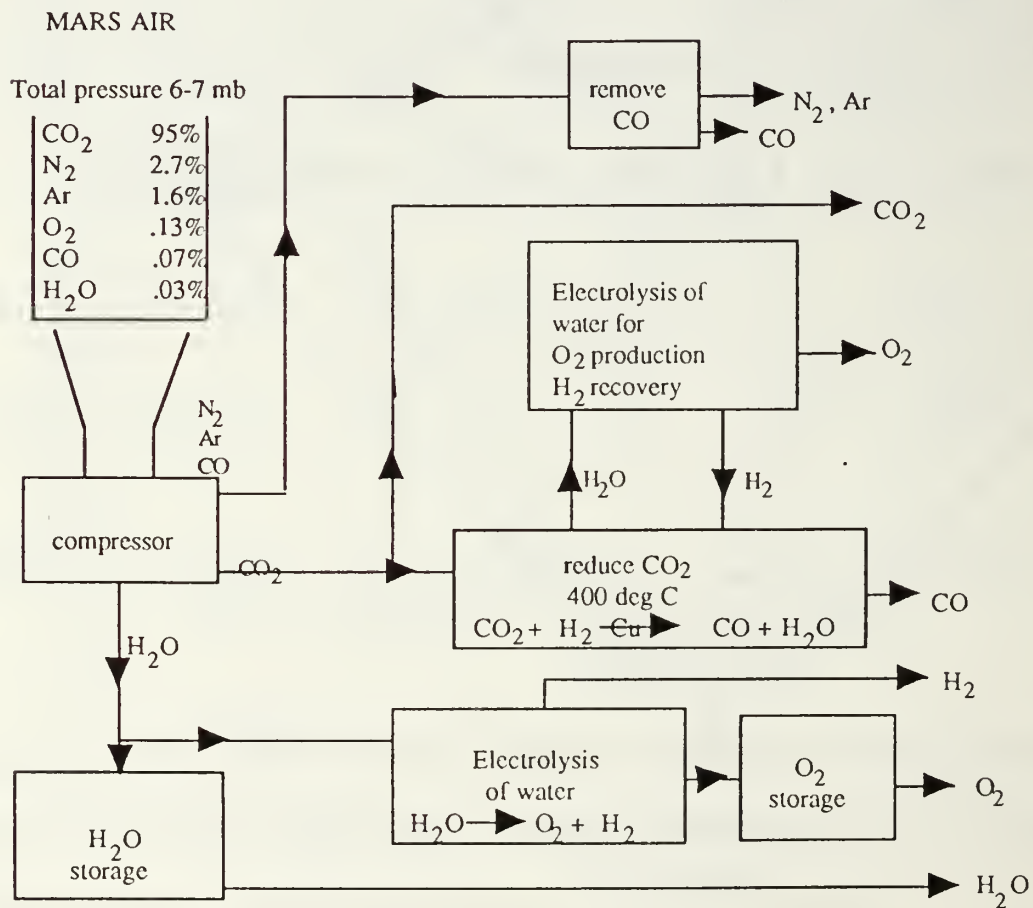 MARS AIR
Total pressure 6-7 mb
CO₂ 95%
N₂ 2.7%
Ar 1.6%
O₂ .13%
CO .07%
H₂O .03%
N₂
Ar
CO
compressor
CO₂
H₂O
H₂O
storage
remove
CO
N₂, Ar
CO
CO₂
Electrolysis of
water for
O₂ production
H₂ recovery
O₂
H₂O
H₂
reduce CO₂
400 deg C
CO₂ + H₂ Cu CO + H₂O
CO
H₂
Electrolysis
of water
H₂O → O₂ + H₂
O₂
storage
O₂
H₂O